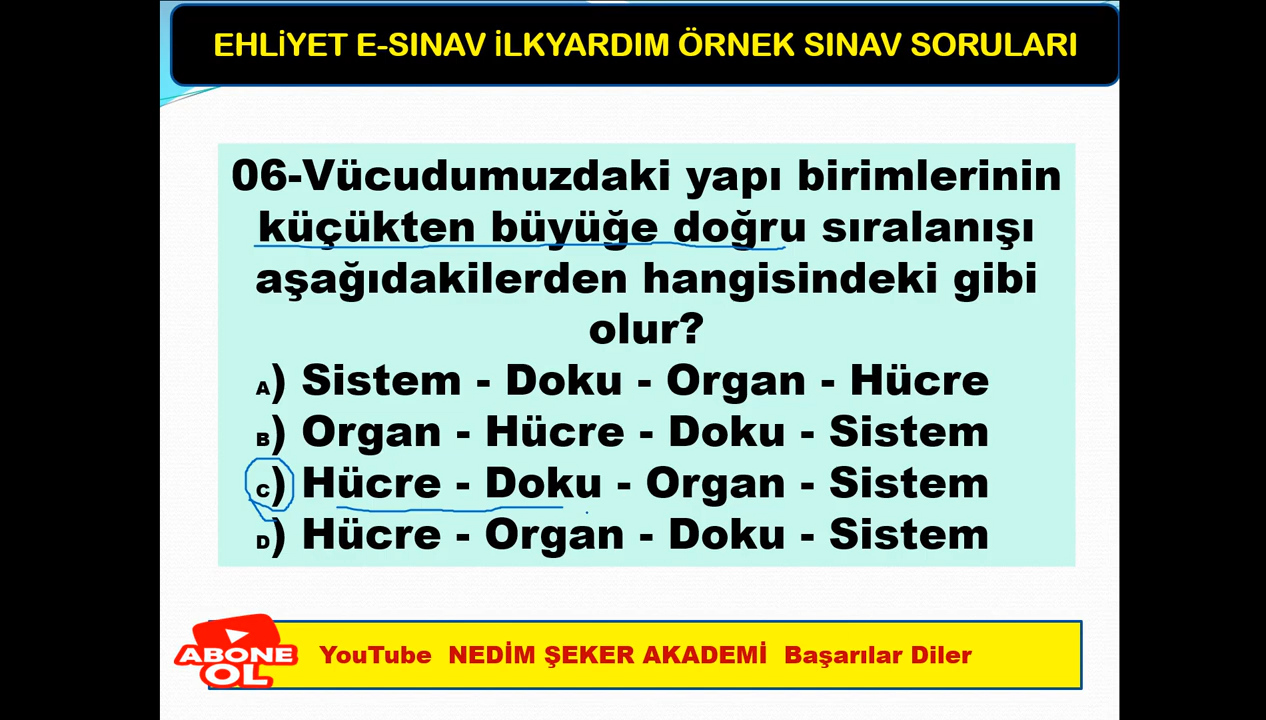 EHLİYET E-SINAV İLKYARDIM ÖRNEK SINAV SORULARI
06-Vücudumuzdaki yapı birimlerinin
küçükten büyüğe doğru sıralanışı
aşağıdakilerden hangisindeki gibi
olur?
A) Sistem - Doku - Organ - Hücre
B) Organ - Hücre - Doku - Sistem
C) Hücre - Doku - Organ - Sistem
D) Hücre - Organ - Doku - Sistem
ABONE
OL
YouTube NEDİM ŞEKER AKADEMİ Başarılar Diler